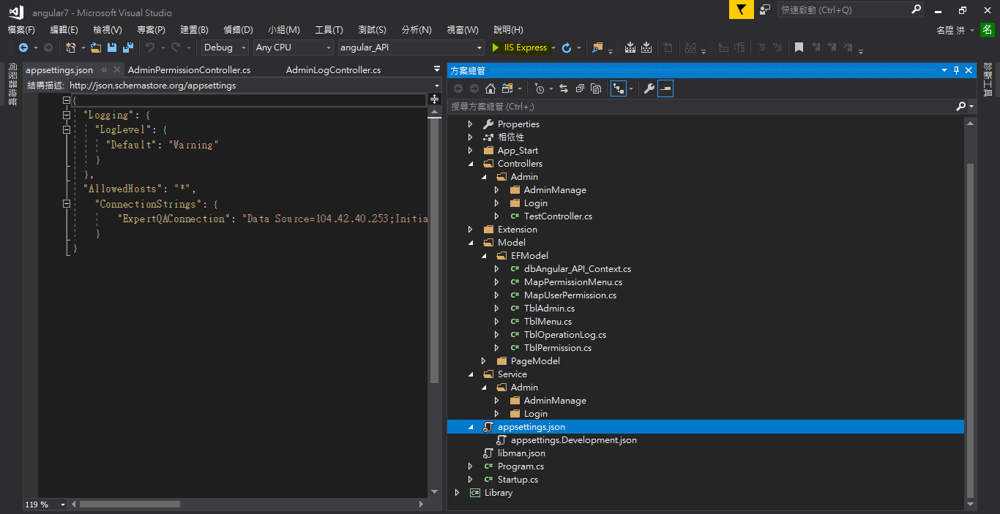 angular7 - Microsoft Visual Studio
快速啟動 (Ctrl+Q)
檔案(F) 編輯(E) 檢視(V) 專案(P) 建置(B) 偵錯(D) 小組(M) 工具(T) 測試(S) 分析(N) 視窗(W) 說明(H)
名陞 洪 名
Debug Any CPU angular_API IIS Express
伺服器總管
appsettings.json AdminPermissionController.cs AdminLogController.cs
結構描述: http://json.schemastore.org/appsettings
{
"Logging": {
"LogLevel": {
"Default": "Warning"
}
},
"AllowedHosts": "*",
"ConnectionStrings": {
"ExpertQAConnection": "Data Source=104.42.40.253;Initia
}
}
119 %
方案總管
搜尋方案總管 (Ctrl+;)
Properties
相依性
App_Start
Controllers
Admin
AdminManage
Login
C# TestController.cs
Extension
Model
EFModel
C# dbAngular_API_Context.cs
C# MapPermissionMenu.cs
C# MapUserPermission.cs
C# TblAdmin.cs
C# TblMenu.cs
C# TblOperationLog.cs
C# TblPermission.cs
PageModel
Service
Admin
AdminManage
Login
appsettings.json
appsettings.Development.json
libman.json
C# Program.cs
C# Startup.cs
C# Library
診斷工具